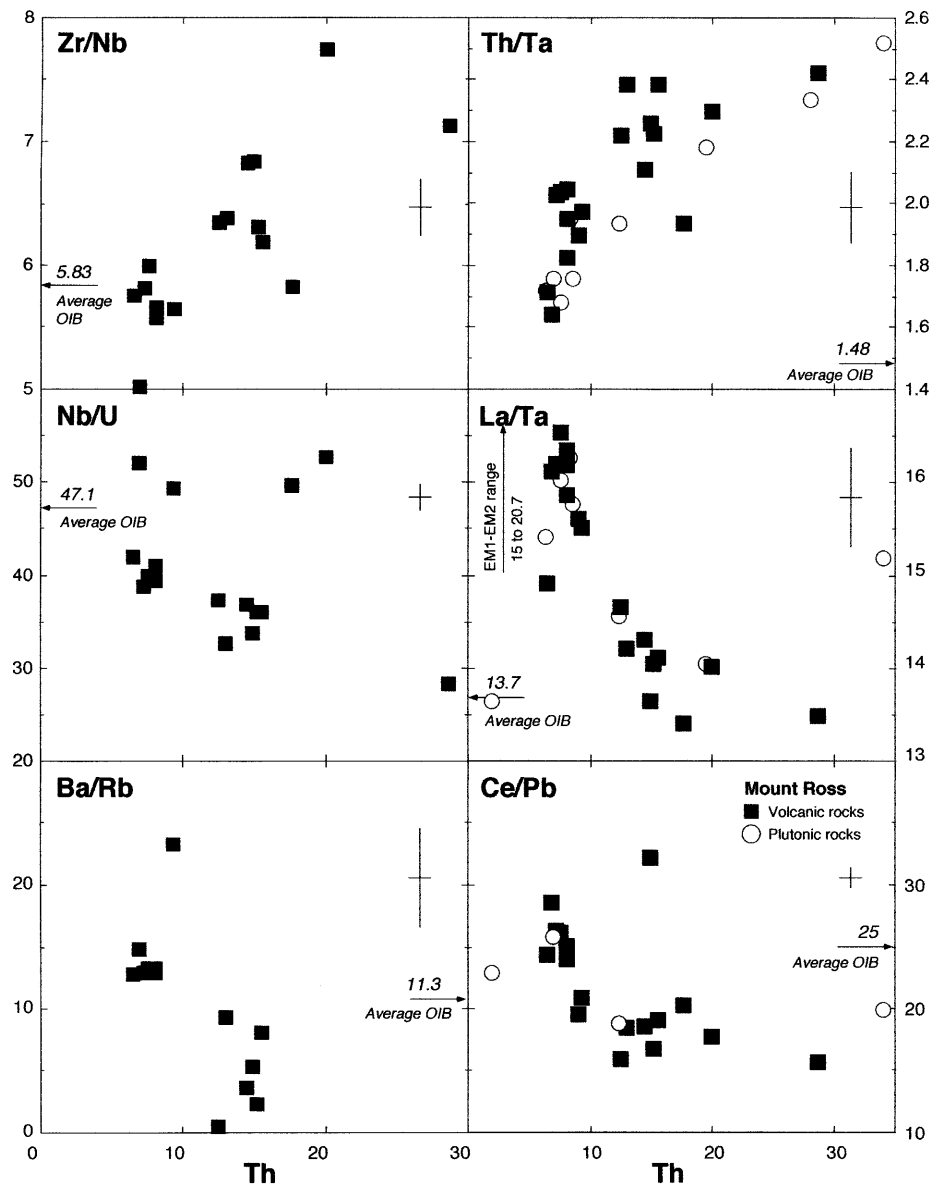 Zr/Nb
8
7
6
5
5.83
Average
OIB
Th/Ta
2.6
2.4
2.2
2.0
1.8
1.6
1.4
1.48
Average OIB
Nb/U
50
40
30
20
47.1
Average OIB
La/Ta
EM1-EM2 range
15 to 20.7
16
15
14
13
13.7
Average OIB
Ba/Rb
20
10
0
11.3
Average OIB
Ce/Pb
Mount Ross
Volcanic rocks
Plutonic rocks
30
20
10
25
Average OIB
0
10
20
30
Th
10
20
30
Th